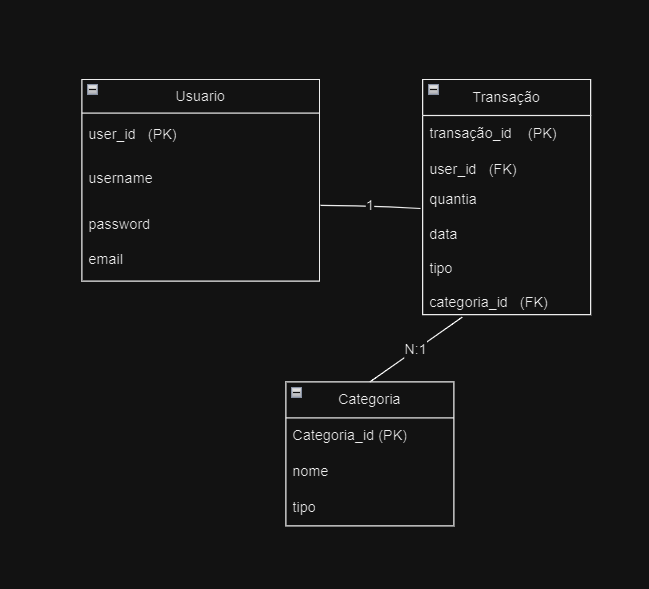 Usuario
user_id (PK)
username
password
email
1
Transação
transação_id (PK)
user_id (FK)
quantia
data
tipo
categoria_id (FK)
N:1
Categoria
Categoria_id (PK)
nome
tipo